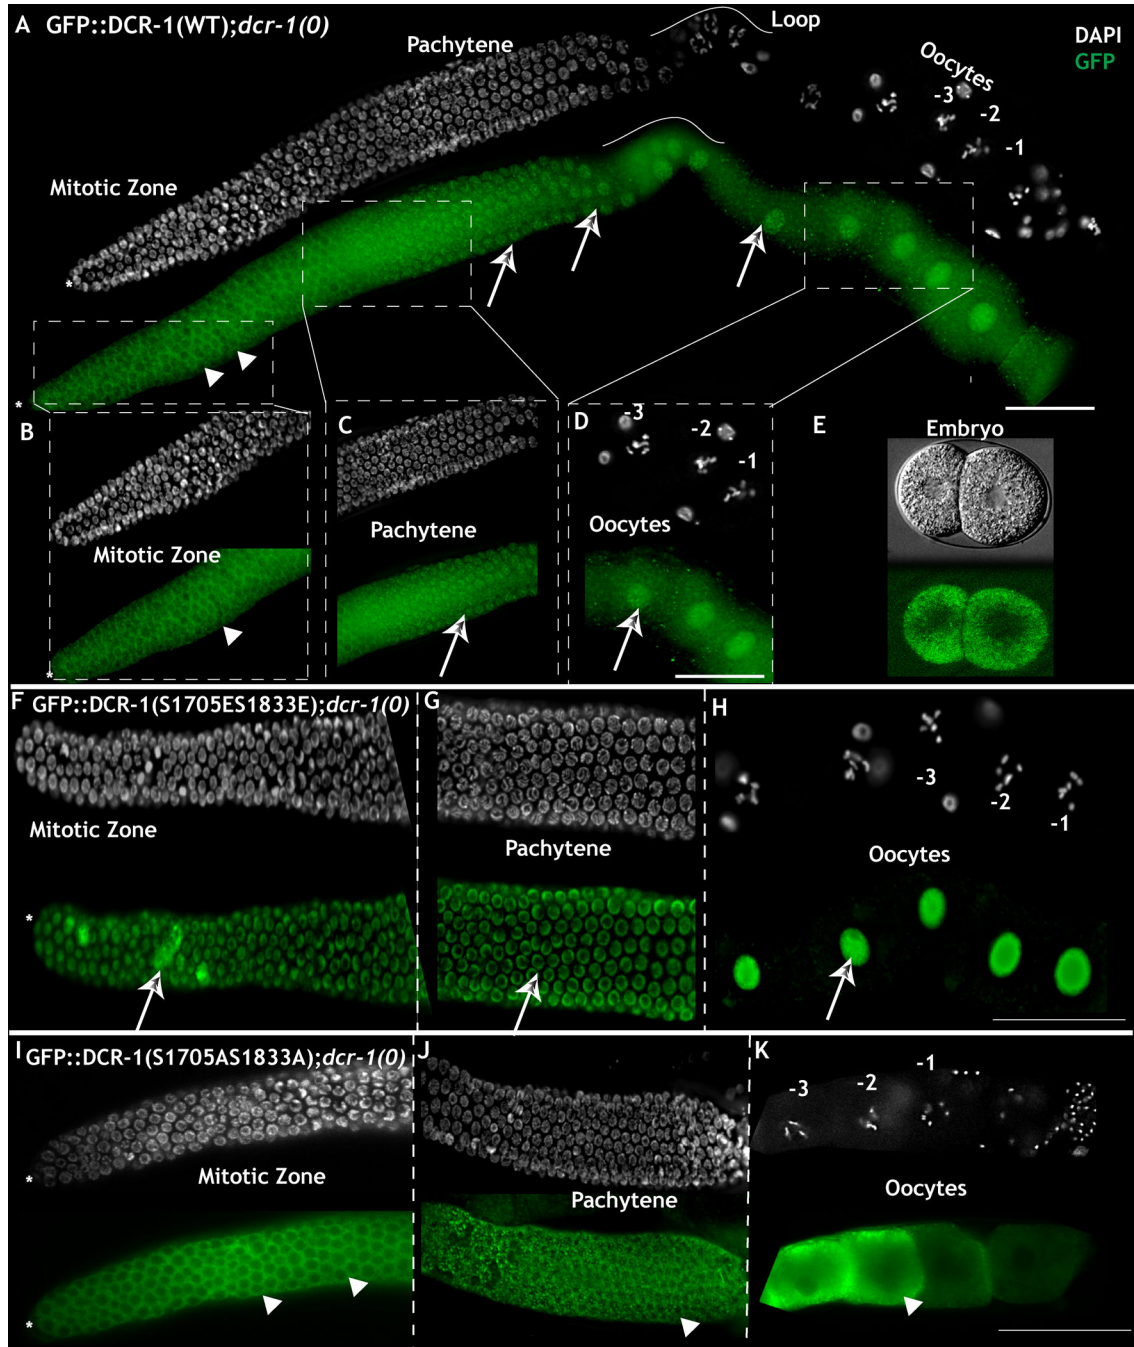 A GFP::DCR-1(WT);dcr-1(0)
Pachytene
Loop
DAPI
GFP
Oocytes
-3
-2
-1
Mitotic Zone
*
*
B
Mitotic Zone
*
C
Pachytene
D
-3
-2
-1
Oocytes
E
Embryo
F GFP::DCR-1(S1705ES1833E);dcr-1(0)
Mitotic Zone
*
G
Pachytene
H
-3
-2
-1
Oocytes
I GFP::DCR-1(S1705AS1833A);dcr-1(0)
*
Mitotic Zone
*
J
Pachytene
K
-3
-2
-1
Oocytes